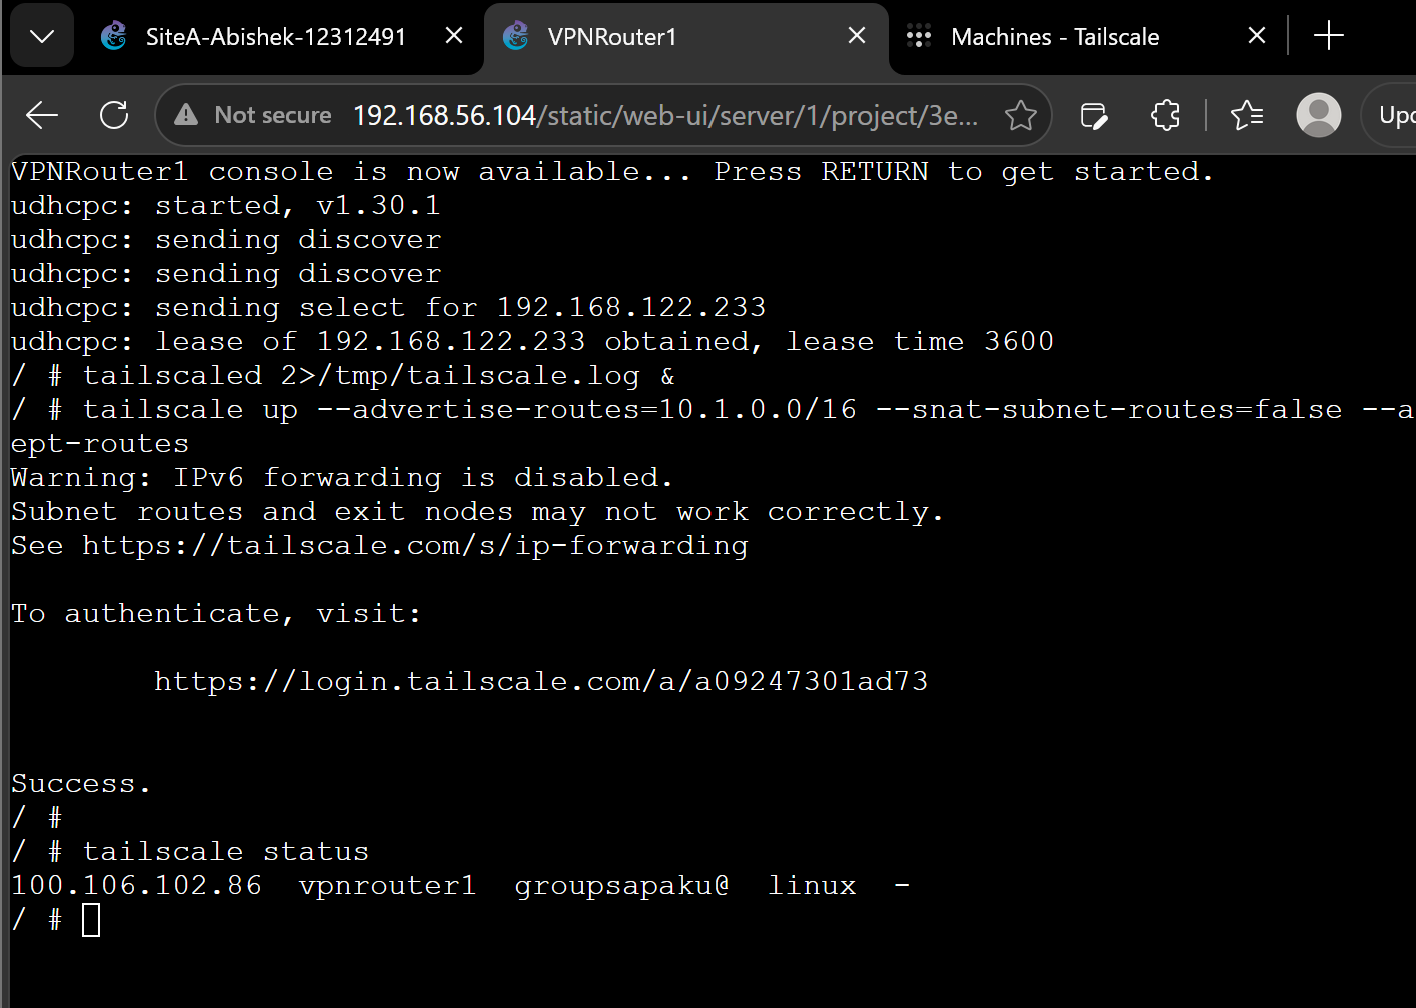 SiteA-Abishek-12312491
VPNRouter1
Machines - Tailscale
Not secure 192.168.56.104/static/web-ui/server/1/project/3e...
VPNRouter1 console is now available... Press RETURN to get started.
udhcpc: started, v1.30.1
udhcpc: sending discover
udhcpc: sending discover
udhcpc: sending select for 192.168.122.233
udhcpc: lease of 192.168.122.233 obtained, lease time 3600
/ # tailscaled 2>/tmp/tailscale.log &
/ # tailscale up --advertise-routes=10.1.0.0/16 --snat-subnet-routes=false --a
ept-routes
Warning: IPv6 forwarding is disabled.
Subnet routes and exit nodes may not work correctly.
See https://tailscale.com/s/ip-forwarding
To authenticate, visit:
https://login.tailscale.com/a/a09247301ad73
Success.
/ #
/ # tailscale status
100.106.102.86 vpnrouter1 groupsapaku@ linux -
/ #